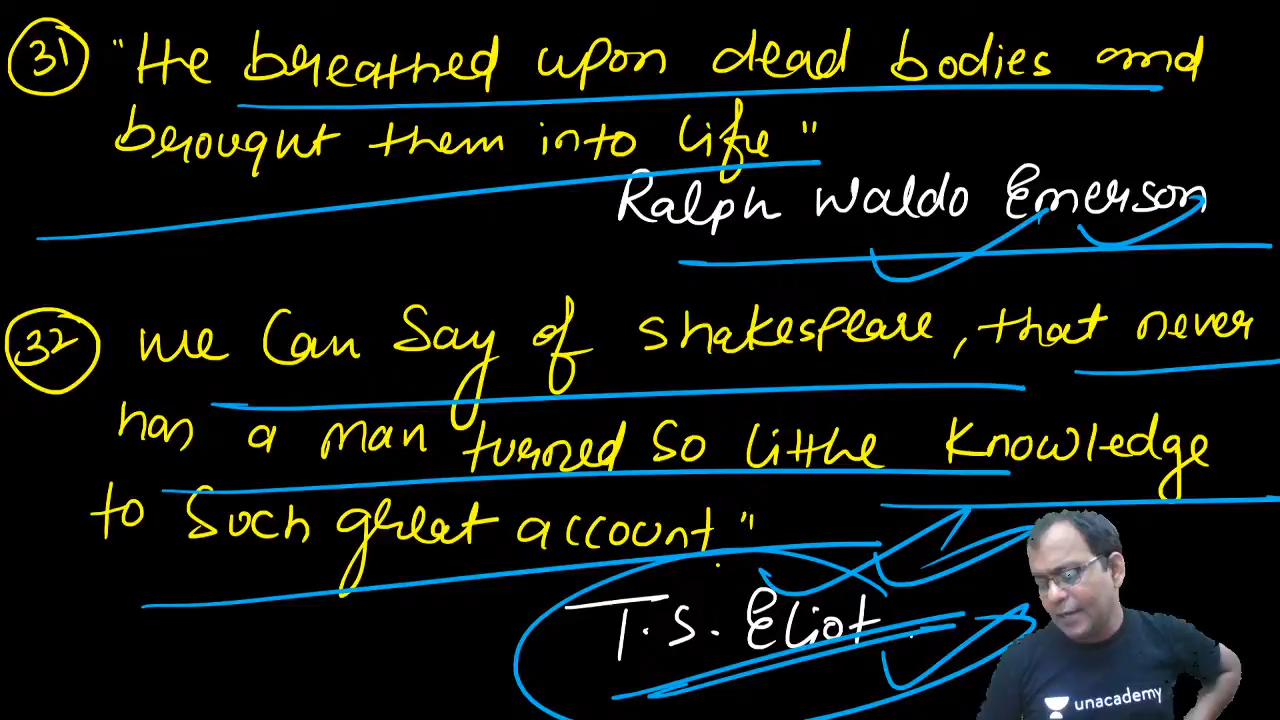 31 "He breathed upon dead bodies and
brought them into life"
Ralph Waldo Emerson
32 we can say of shakespeare, that never
has a man turned so little knowledge
to such great account."
T.S. Eliot.
unacademy